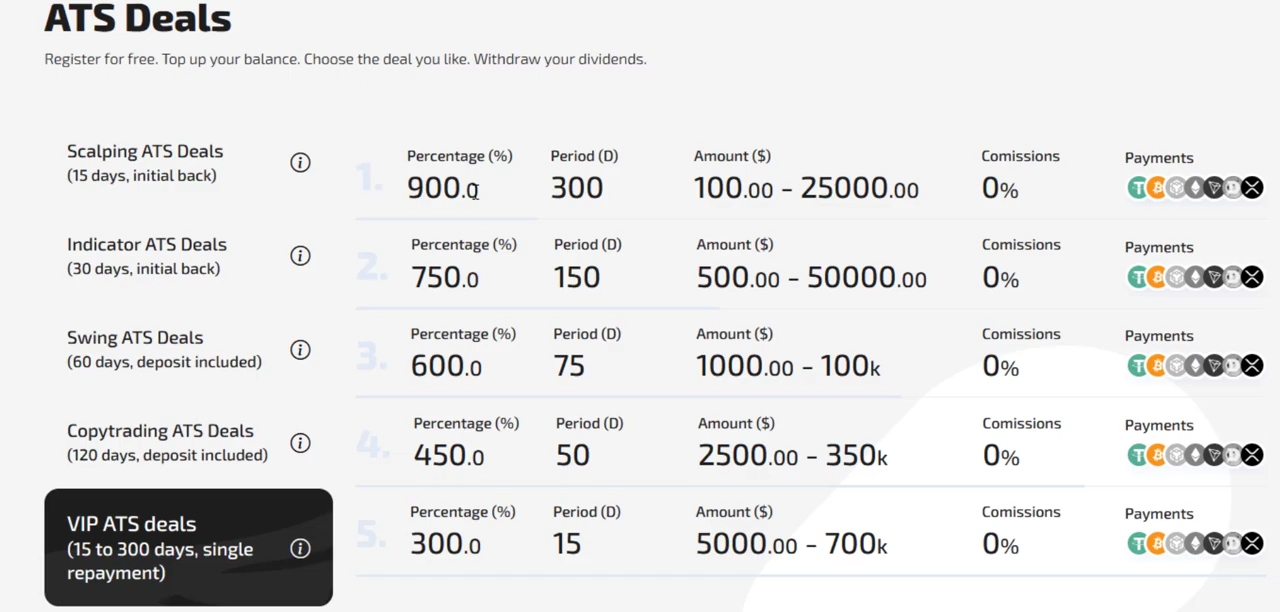 ATS Deals
Register for free. Top up your balance. Choose the deal you like. Withdraw your dividends.
Scalping ATS Deals
(15 days, initial back)
Indicator ATS Deals
(30 days, initial back)
Swing ATS Deals
(60 days, deposit included)
Copytrading ATS Deals
(120 days, deposit included)
VIP ATS deals
(15 to 300 days, single
repayment)
1. Percentage (%) Period (D) Amount ($) Comissions Payments
900.0 300 100.00 - 25000.00 0%
2. Percentage (%) Period (D) Amount ($) Comissions Payments
750.0 150 500.00 - 50000.00 0%
3. Percentage (%) Period (D) Amount ($) Comissions Payments
600.0 75 1000.00 - 100k 0%
4. Percentage (%) Period (D) Amount ($) Comissions Payments
450.0 50 2500.00 - 350k 0%
5. Percentage (%) Period (D) Amount ($) Comissions Payments
300.0 15 5000.00 - 700k 0%